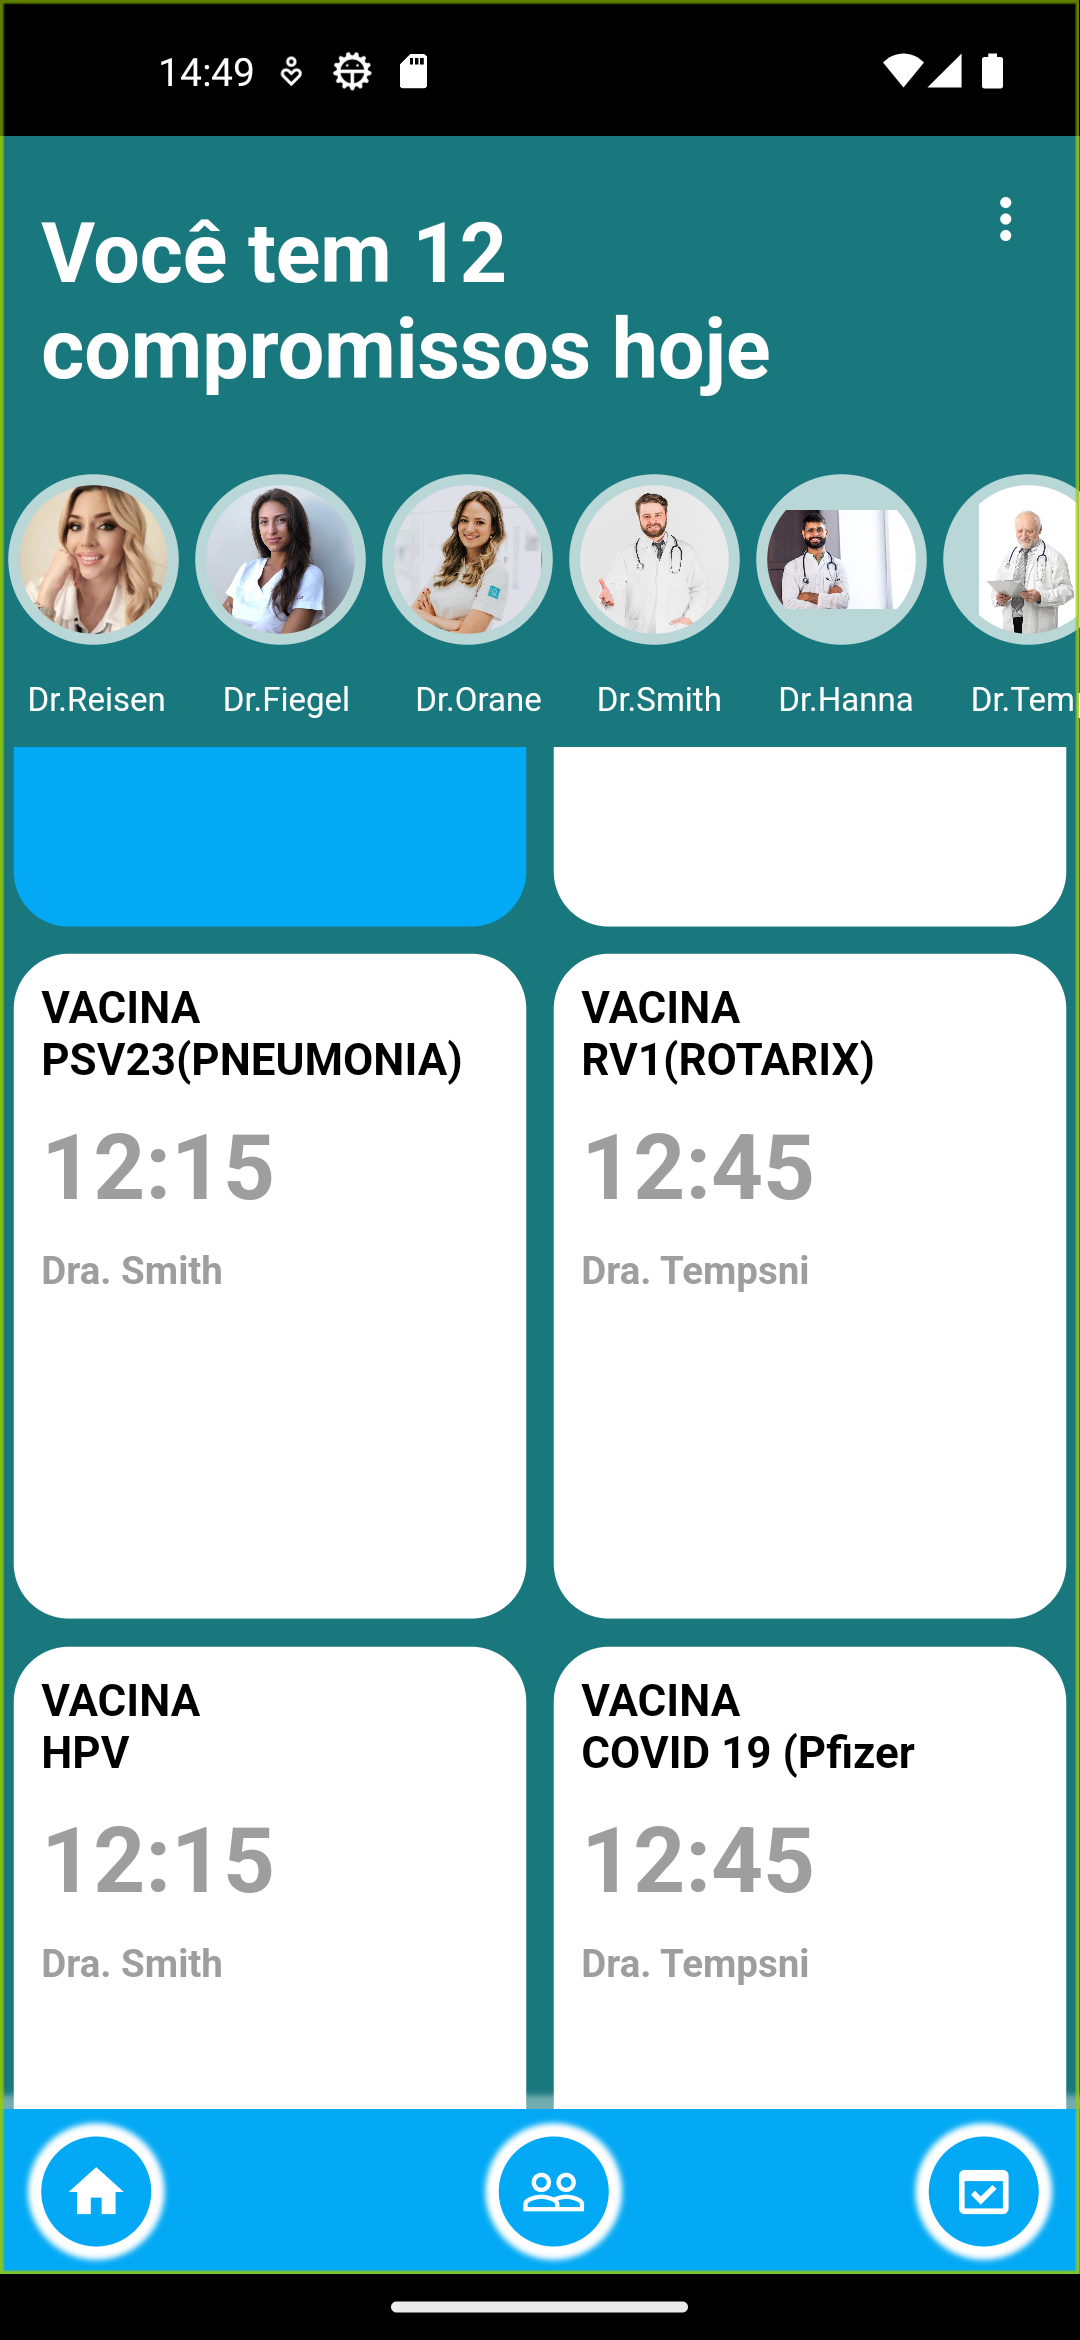 14:49
Você tem 12
compromissos hoje
Dr.Reisen
Dr.Fiegel
Dr.Orane
Dr.Smith
Dr.Hanna
Dr.Tem
VACINA
PSV23(PNEUMONIA)
12:15
Dra. Smith
VACINA
RV1(ROTARIX)
12:45
Dra. Tempsni
VACINA
HPV
12:15
Dra. Smith
VACINA
COVID 19 (Pfizer
12:45
Dra. Tempsni